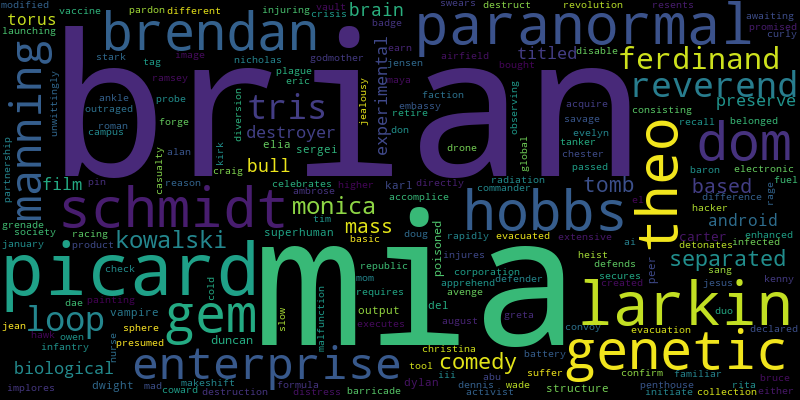 modified
vaccine
pardon
different
swears
destruct
revolution
resents
torus
launching
brendan
injuring
crisis
vault
brain
badge
paranormal
awaiting
promised
curly
stark
tag
image
nicholas
godmother
earn
jensen
airfield
maya
bought
titled
disable
ferdinand
manning
unwittingly
brian
plague
eric
ramsey
jealousy
experimental
embassy
faction
retire
don
reverend
preserve
outraged
ankle
roman
campus
probe
forge
alan
reason
tris
destroyer
diversion
elia
sergei
kirk
craig
bull
drone
observing
global
acquire
savage
evelyn
tanker
chester
passed
consisting
recall
belonged
dom
baron
electronic
fuel
rage
partnership
film
pin
casualty
celebrates
ambrose
higher
karl
directly
accomplice
radiation
commander
tomb
based
theo
difference
hacker
android
enhanced
infected
detonates
carter
grenade
society
january
racing
product
schmidt
monica
tim
superhuman
basic
mass
doug
poisoned
rapidly
injures
hobbs
evacuated
extensive
el
ai
heist
defends
secures
created
peer
separated
sang
jesus
kenny
kowalski
check
picard
mia
republic
mom
requires
corporation
apprehend
defender
avenge
del
larkin
duo
painting
dae
vampire
cold
gem
slow
malfunction
output
executes
august
greta
convoy
evacuation
declared
jean
hawk
loop
owen
infantry
sphere
presumed
nurse
duncan
enterprise
christina
tool
iii
comedy
battery
suffer
genetic
confirm
familiar
bruce
either
biological
implores
dwight
mad
coward
makeshift
destruction
formula
distress
barricade
dylan
dennis
abu
activist
wade
structure
penthouse
initiate
rita
collection